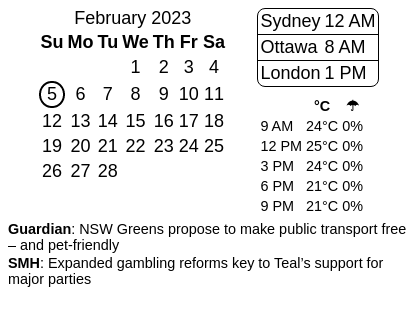 February 2023
Su Mo Tu We Th Fr Sa
1 2 3 4
5 6 7 8 9 10 11
12 13 14 15 16 17 18
19 20 21 22 23 24 25
26 27 28
Sydney 12 AM
Ottawa 8 AM
London 1 PM
°C ☂
9 AM 24°C 0%
12 PM 25°C 0%
3 PM 24°C 0%
6 PM 21°C 0%
9 PM 21°C 0%
Guardian: NSW Greens propose to make public transport free
– and pet-friendly
SMH: Expanded gambling reforms key to Teal’s support for
major parties